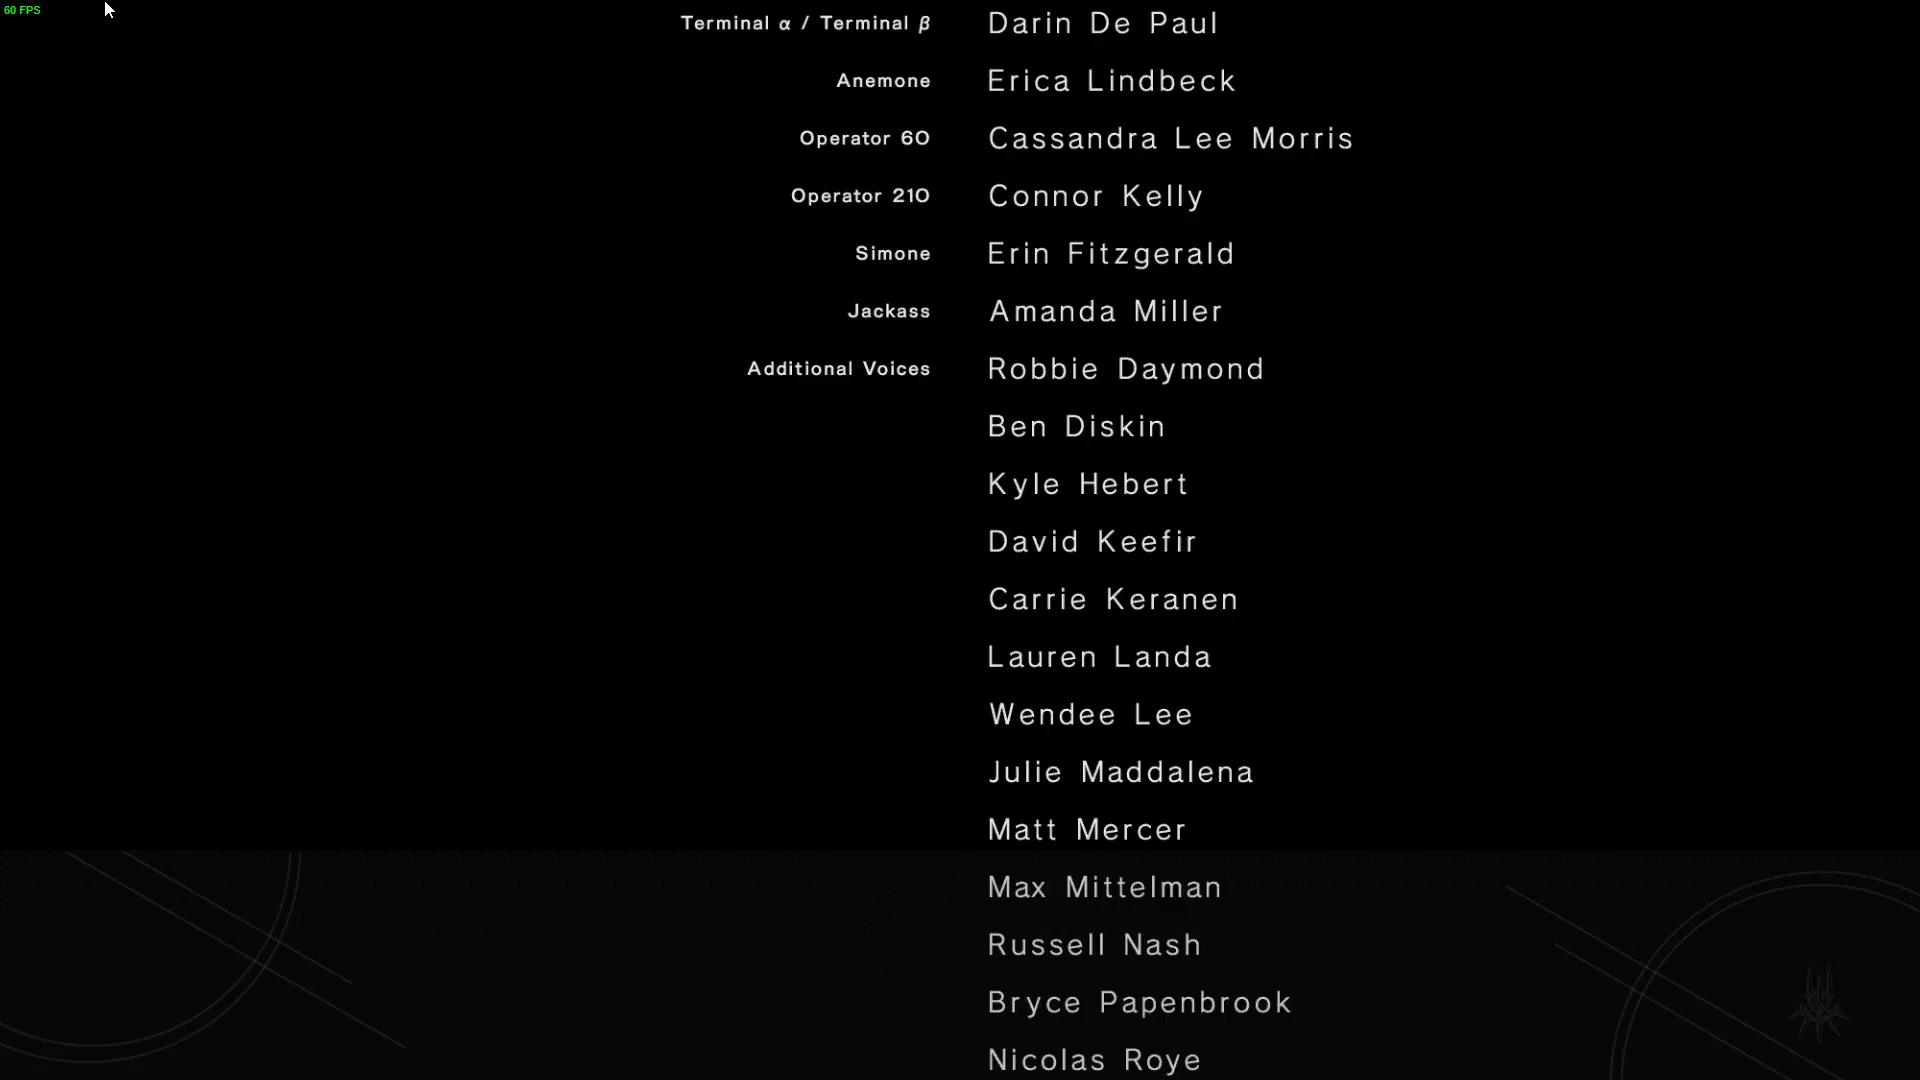 60 FPS
Terminal α / Terminal β Darin De Paul
Anemone Erica Lindbeck
Operator 6O Cassandra Lee Morris
Operator 21O Connor Kelly
Simone Erin Fitzgerald
Jackass Amanda Miller
Additional Voices Robbie Daymond
Ben Diskin
Kyle Hebert
David Keefir
Carrie Keranen
Lauren Landa
Wendee Lee
Julie Maddalena
Matt Mercer
Max Mittelman
Russell Nash
Bryce Papenbrook
Nicolas Roye